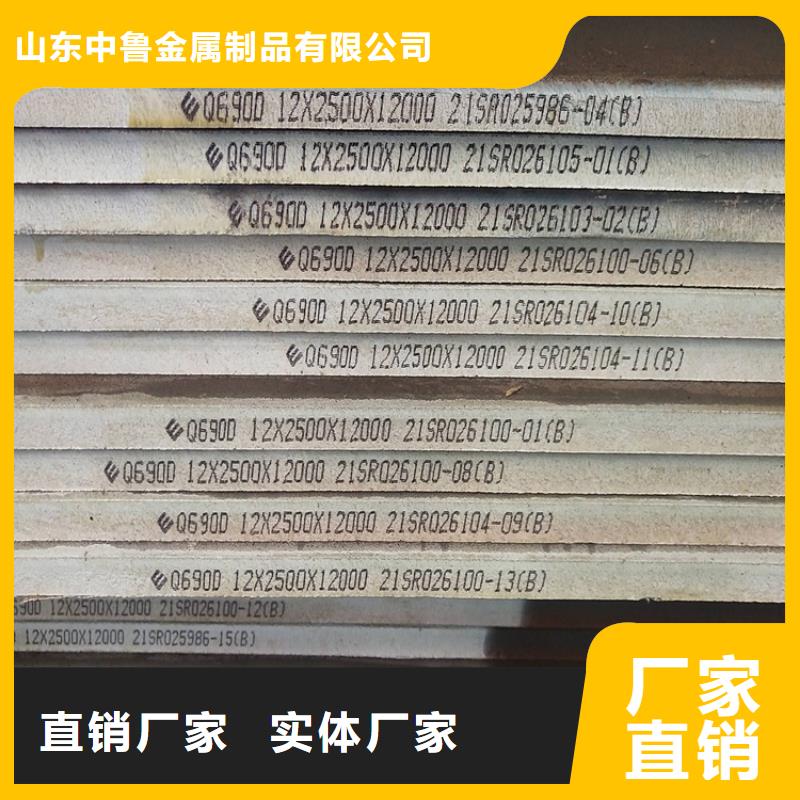 山东中鲁金属制品有限公司
Q690D 12X2500X12000 21SR025986-04(B)
Q690D 12X2500X12000 21SR026105-01(B)
Q690D 12X2500X12000 21SR026103-02(B)
Q690D 12X2500X12000 21SR026100-06(B)
Q690D 12X2500X12000 21SR026104-10(B)
Q690D 12X2500X12000 21SR026104-11(B)
Q690D 12X2500X12000 21SR026100-01(B)
Q690D 12X2500X12000 21SR026100-08(B)
Q690D 12X2500X12000 21SR026104-09(B)
Q690D 12X2500X12000 21SR026100-13(B)
690D 12X2500X12000 21SR026100-12(B)
D 12X2500X12000 21SR025986-15(B)
直销厂家 实体厂家
厂家
直销